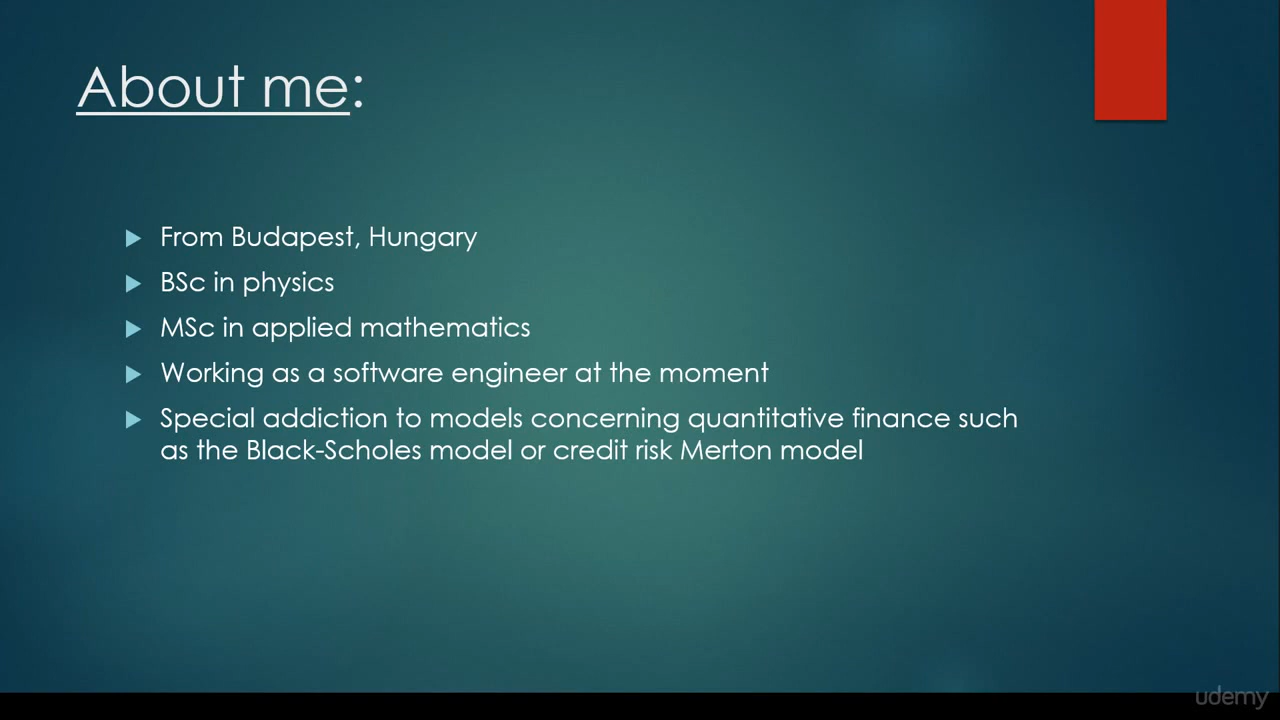 About me:
From Budapest, Hungary
BSc in physics
MSc in applied mathematics
Working as a software engineer at the moment
Special addiction to models concerning quantitative finance such
as the Black-Scholes model or credit risk Merton model
udemy